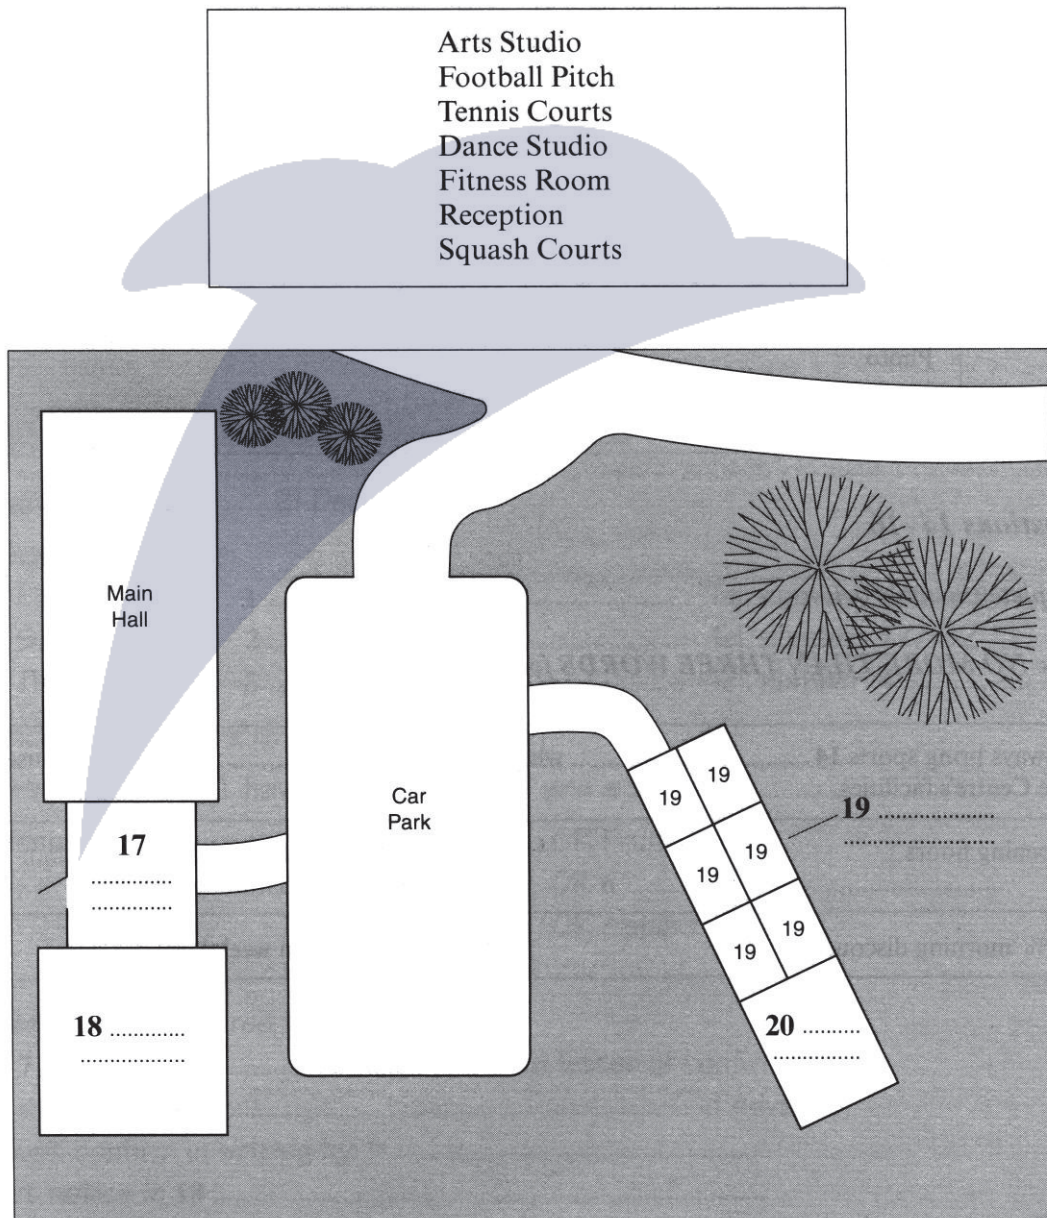 Arts Studio
Football Pitch
Tennis Courts
Dance Studio
Fitness Room
Reception
Squash Courts
Main
Hall
Car
Park
17 .............
.............
18 .............
.............
19
19
19
19
19
19
19 .............
.............
20 .............
.............